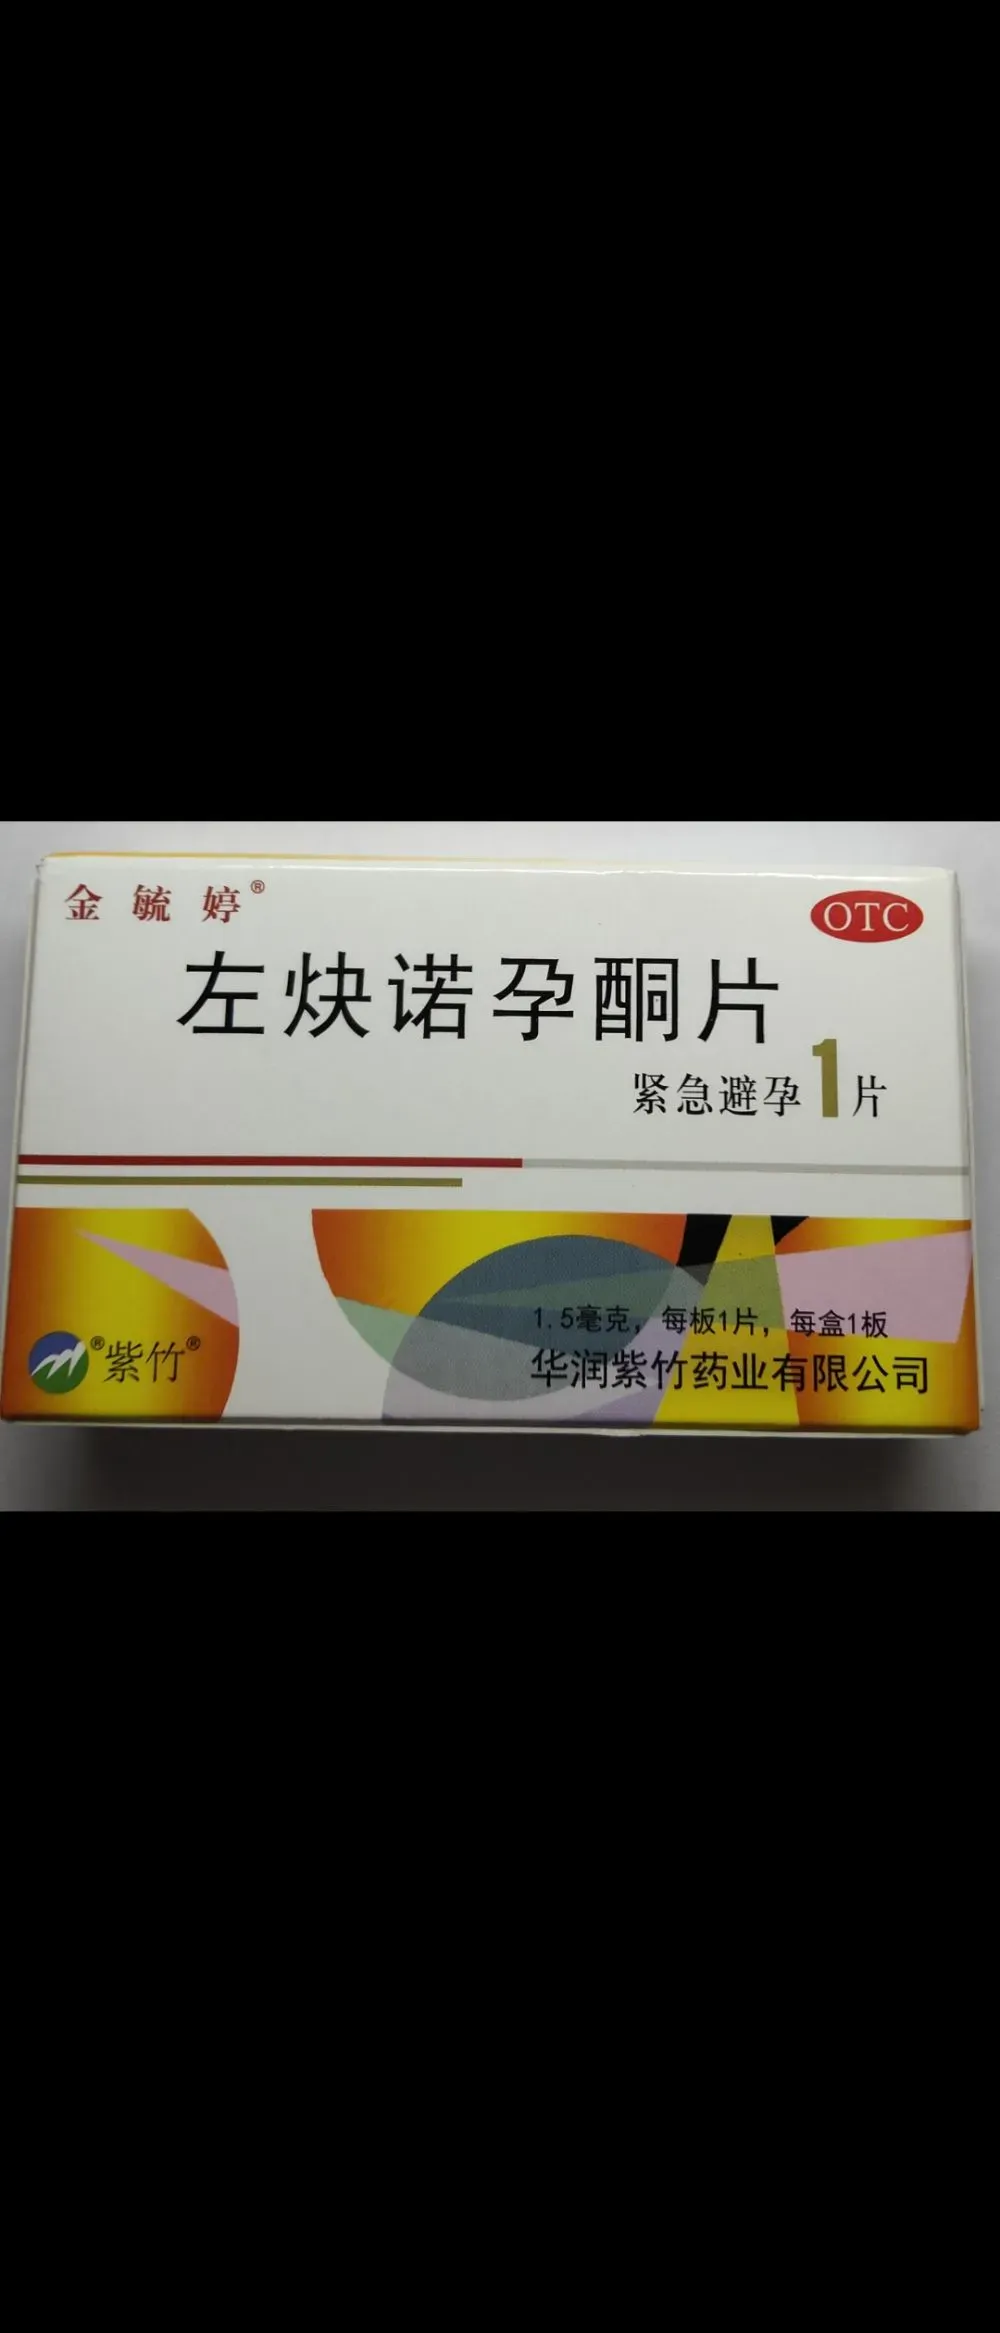 金毓婷®
OTC
左炔诺孕酮片
紧急避孕1片
1.5毫克，每板1片，每盒1板
®紫竹®
华润紫竹药业有限公司